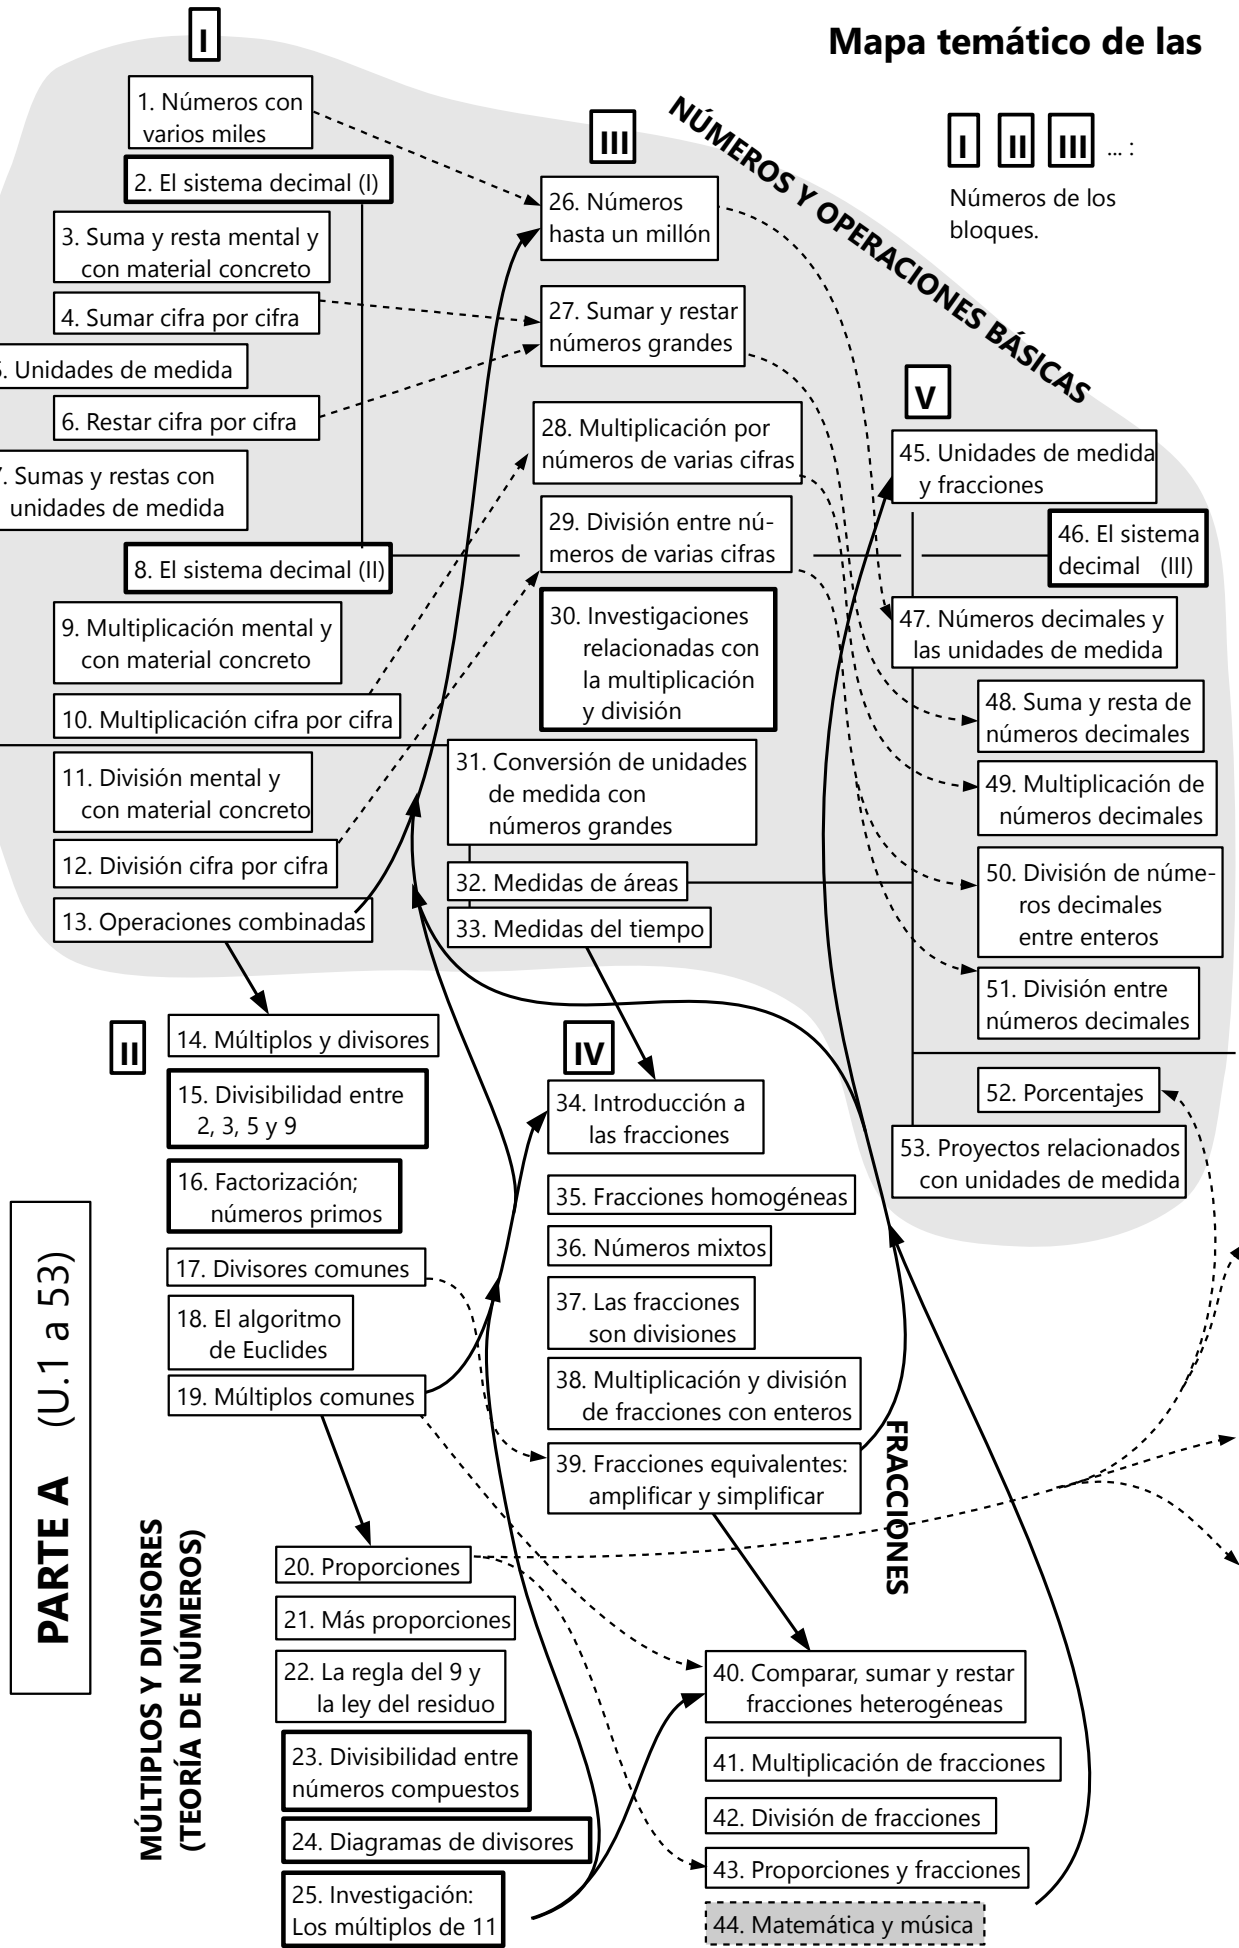 Mapa temático de las
I
II
III
... :
Números de los
bloques.
NÚMEROS Y OPERACIONES BÁSICAS
I
1. Números con
varios miles
2. El sistema decimal (I)
3. Suma y resta mental y
con material concreto
4. Sumar cifra por cifra
. Unidades de medida
6. Restar cifra por cifra
. Sumas y restas con
unidades de medida
8. El sistema decimal (II)
9. Multiplicación mental y
con material concreto
10. Multiplicación cifra por cifra
11. División mental y
con material concreto
12. División cifra por cifra
13. Operaciones combinadas
II
14. Múltiplos y divisores
15. Divisibilidad entre
2, 3, 5 y 9
16. Factorización;
números primos
17. Divisores comunes
18. El algoritmo
de Euclides
19. Múltiplos comunes
20. Proporciones
21. Más proporciones
22. La regla del 9 y
la ley del residuo
23. Divisibilidad entre
números compuestos
24. Diagramas de divisores
25. Investigación:
Los múltiplos de 11
PARTE A (U.1 a 53)
MÚLTIPLOS Y DIVISORES
(TEORÍA DE NÚMEROS)
III
26. Números
hasta un millón
27. Sumar y restar
números grandes
28. Multiplicación por
números de varias cifras
29. División entre nú-
meros de varias cifras
30. Investigaciones
relacionadas con
la multiplicación
y división
31. Conversión de unidades
de medida con
números grandes
32. Medidas de áreas
33. Medidas del tiempo
IV
34. Introducción a
las fracciones
35. Fracciones homogéneas
36. Números mixtos
37. Las fracciones
son divisiones
38. Multiplicación y división
de fracciones con enteros
39. Fracciones equivalentes:
amplificar y simplificar
FRACCIONES
40. Comparar, sumar y restar
fracciones heterogéneas
41. Multiplicación de fracciones
42. División de fracciones
43. Proporciones y fracciones
44. Matemática y música
V
45. Unidades de medida
y fracciones
46. El sistema
decimal (III)
47. Números decimales y
las unidades de medida
48. Suma y resta de
números decimales
49. Multiplicación de
números decimales
50. División de núme-
ros decimales
entre enteros
51. División entre
números decimales
52. Porcentajes
53. Proyectos relacionados
con unidades de medida